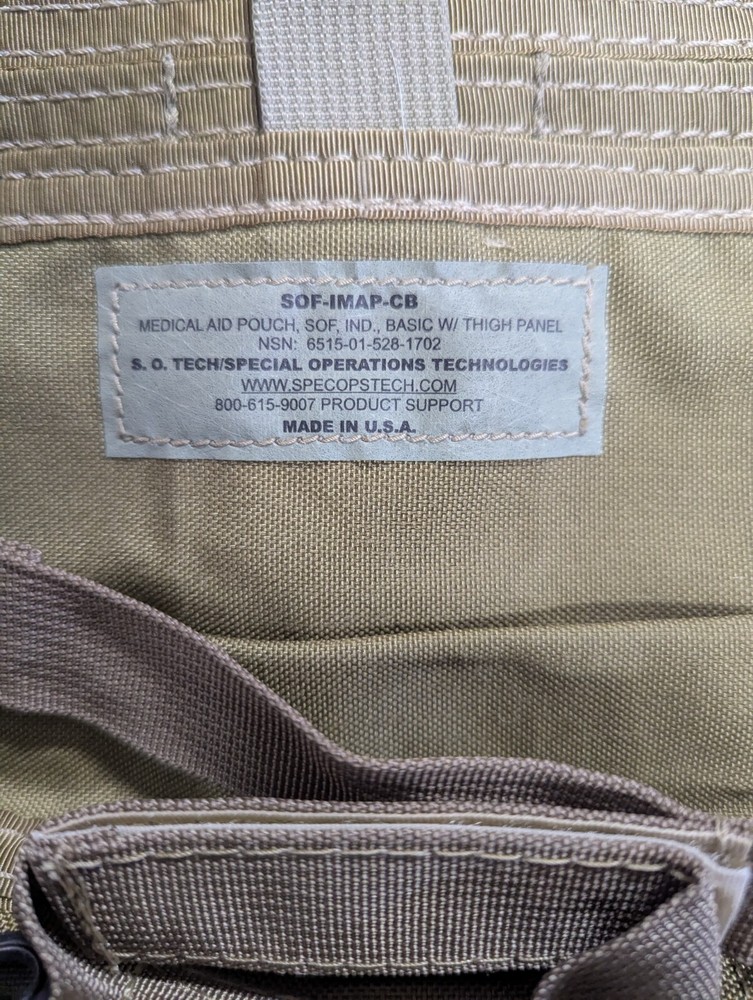 SOF-IMAP-CB
MEDICAL AID POUCH, SOF, IND., BASIC W/ THIGH PANEL
NSN: 6515-01-528-1702
S. O. TECH/SPECIAL OPERATIONS TECHNOLOGIES
WWW.SPECOPSTECH.COM
800-615-9007 PRODUCT SUPPORT
MADE IN U.S.A.